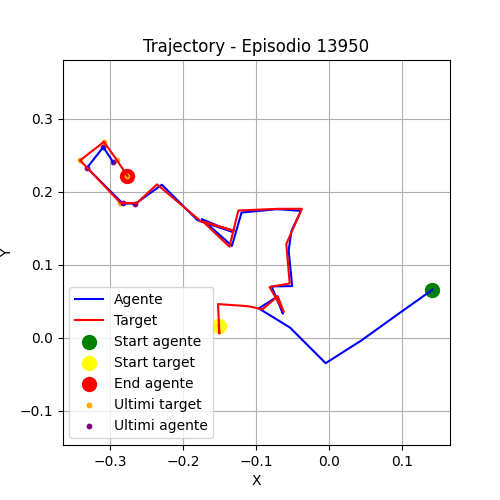 Trajectory - Episodio 13950
Y
0.3
0.2
0.1
0.0
−0.1
Agente
Target
Start agente
Start target
End agente
Ultimi target
Ultimi agente
−0.3
−0.2
−0.1
0.0
0.1
X